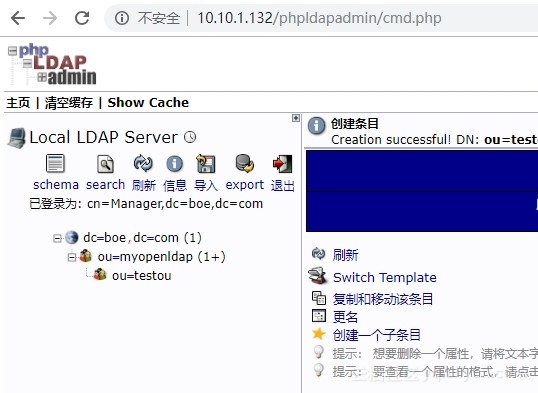 不安全 | 10.10.1.132/phpldapadmin/cmd.php
php
LDAP
admin
主页 | 清空缓存 | Show Cache
Local LDAP Server
schema search 刷新 信息 导入 export 退出
已登录为: cn=Manager,dc=boe,dc=com
dc=boe,dc=com (1)
ou=myopenldap (1+)
ou=testou
创建条目
Creation successful! DN: ou=testo
刷新
Switch Template
复制和移动该条目
更名
创建一个子条目
提示： 想要删除一个属性，请将文本字
提示： 要查看一个属性的格式，请点击